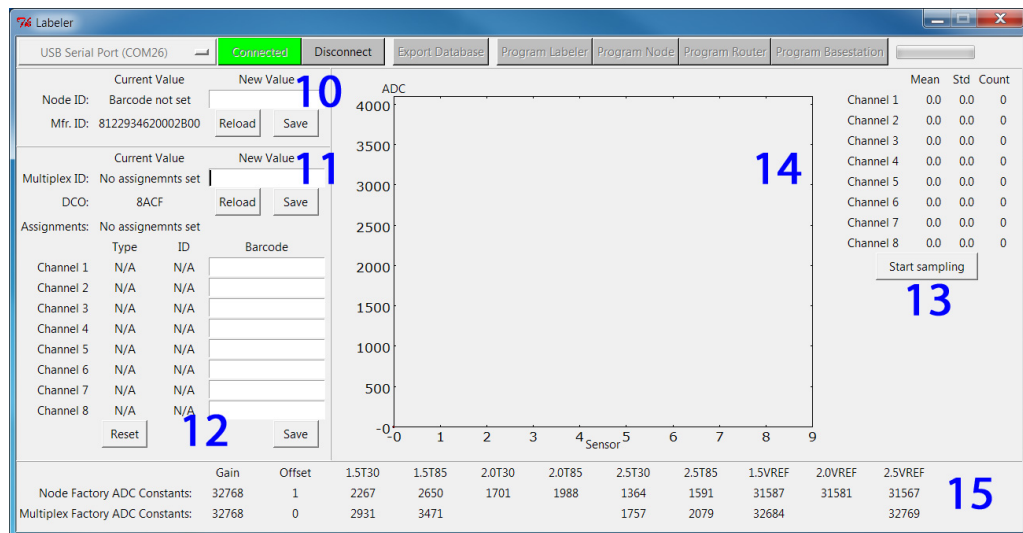 Labeler
USB Serial Port (COM26) Connected Disconnect Export Database Program Labeler Program Node Program Router Program Basestation
Current Value New Value 10
Node ID: Barcode not set
Mfr. ID: 8122934620002B00 Reload Save
Current Value New Value 11
Multiplex ID: No assignemnts set
DCO: 8ACF Reload Save
Assignments: No assignemnts set
Type ID Barcode
Channel 1 N/A N/A
Channel 2 N/A N/A
Channel 3 N/A N/A
Channel 4 N/A N/A
Channel 5 N/A N/A
Channel 6 N/A N/A
Channel 7 N/A N/A
Channel 8 N/A N/A
Reset 12 Save
ADC
4000
3500
3000
2500
2000
1500
1000
500
-0
-0 1 2 3 4 5 6 7 8 9
Sensor
14
Mean Std Count
Channel 1 0.0 0.0 0
Channel 2 0.0 0.0 0
Channel 3 0.0 0.0 0
Channel 4 0.0 0.0 0
Channel 5 0.0 0.0 0
Channel 6 0.0 0.0 0
Channel 7 0.0 0.0 0
Channel 8 0.0 0.0 0
Start sampling
13
Gain Offset 1.5T30 1.5T85 2.0T30 2.0T85 2.5T30 2.5T85 1.5VREF 2.0VREF 2.5VREF
Node Factory ADC Constants: 32768 1 2267 2650 1701 1988 1364 1591 31587 31581 31567
Multiplex Factory ADC Constants: 32768 0 2931 3471 1757 2079 32684 32769
15